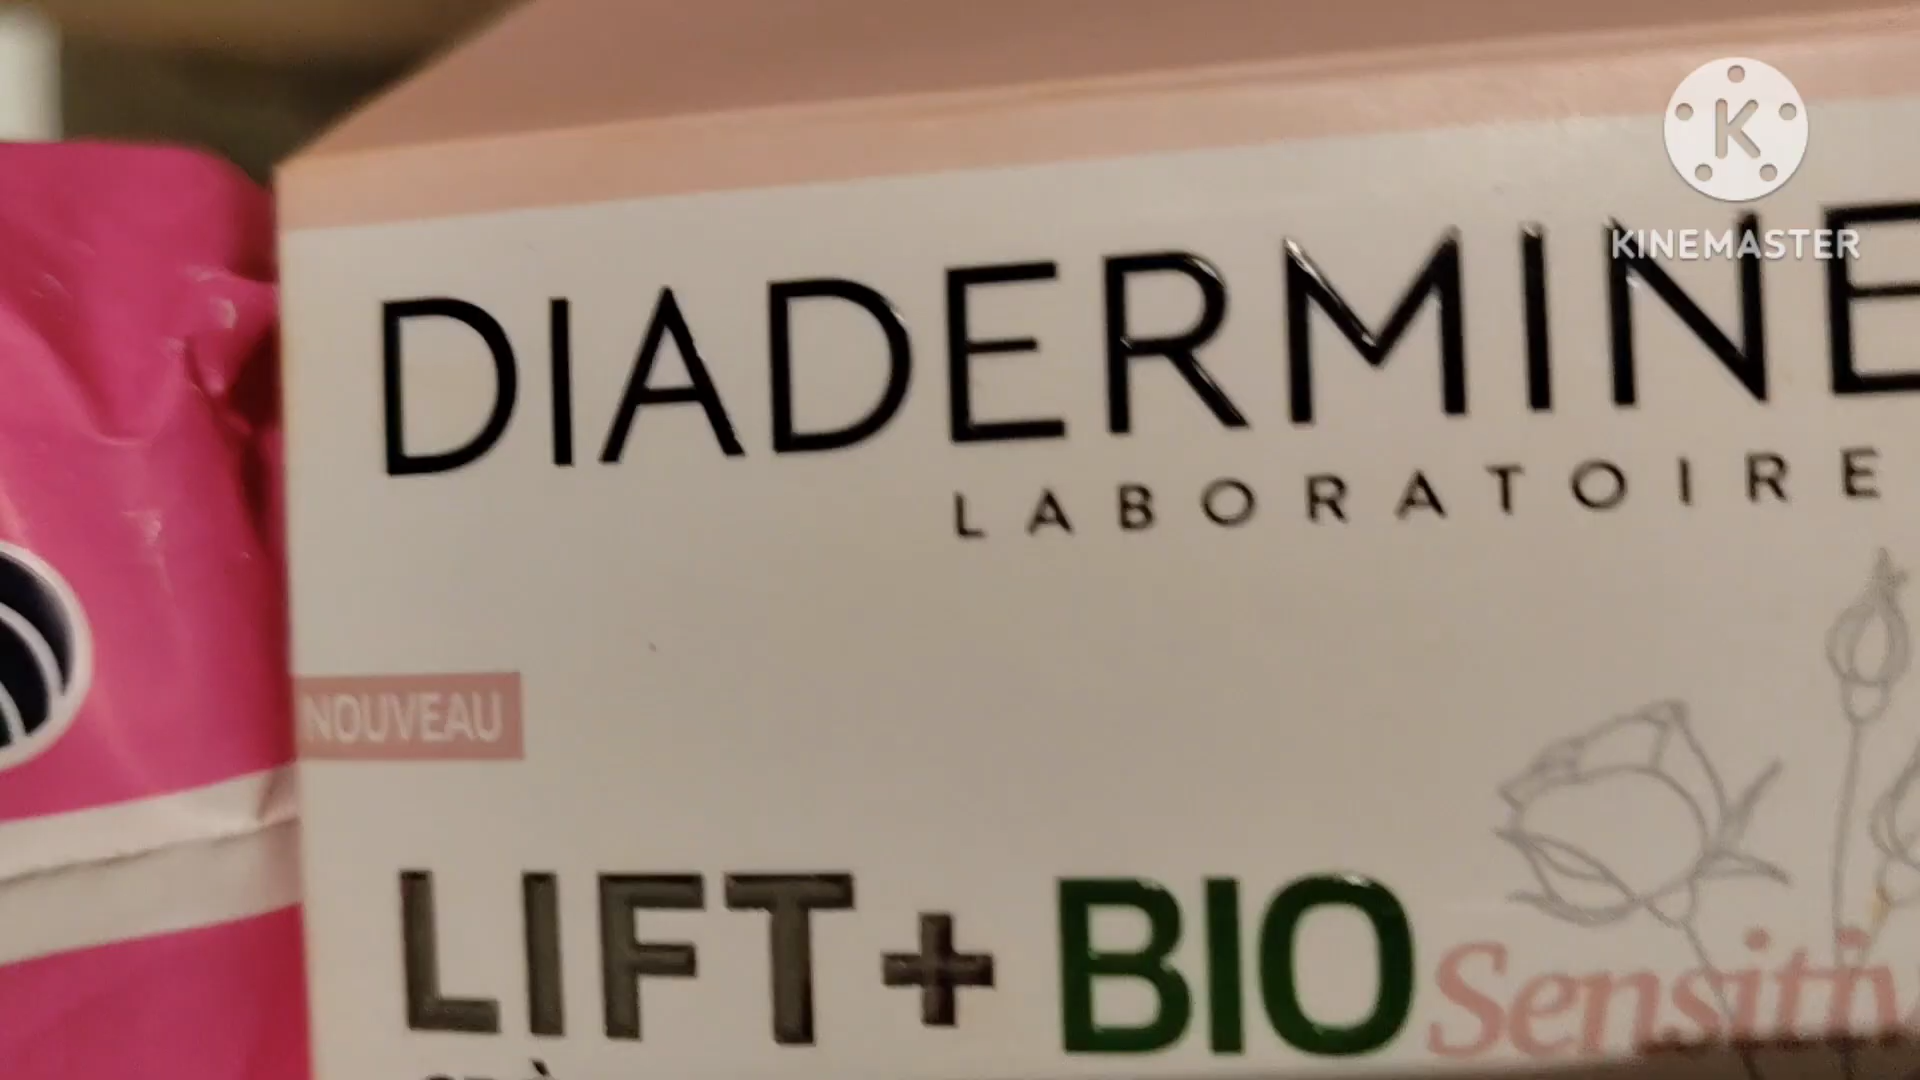 K
KINEMASTER
DIADERMINE
LABORATOIRE
NOUVEAU
LIFT+BIO